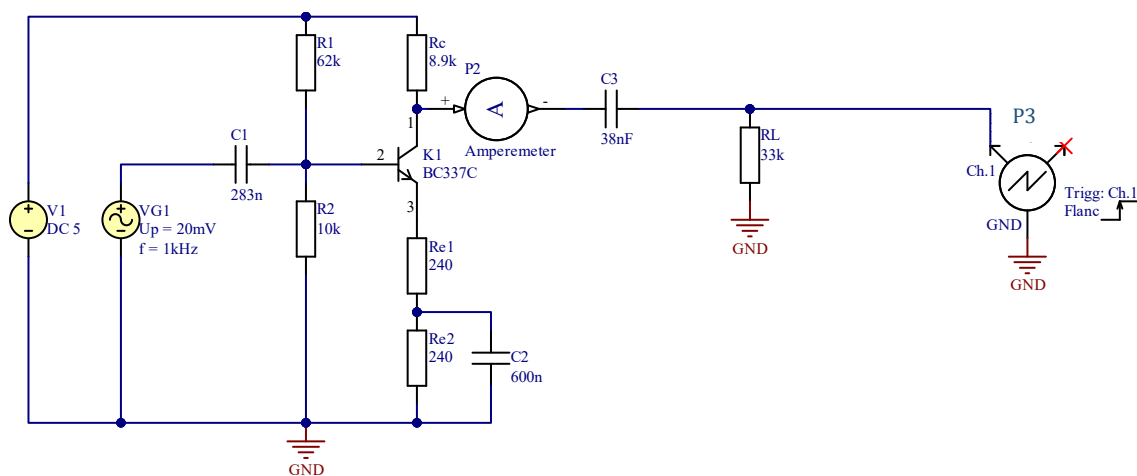 R1
62k
Rc
8.9k
P2
+
-
A
Amperemeter
C3
38nF
P3
1
C1
283n
2
K1
BC337C
3
RL
33k
Ch.1
Trigg: Ch.1
Flanc
GND
GND
GND
V1
DC 5
VG1
Up = 20mV
f = 1kHz
R2
10k
Re1
240
Re2
240
C2
600n
GND